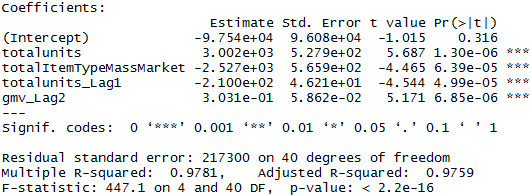 Coefficients:
                        Estimate Std. Error t value Pr(>|t|)
(Intercept)           -9.754e+04  9.608e+04  -1.015    0.316
totalunits             3.002e+03  5.279e+02   5.687 1.30e-06 ***
totalItemTypeMassMarket -2.527e+03  5.659e+02  -4.465 6.39e-05 ***
totalunits_Lag1       -2.100e+02  4.621e+01  -4.544 4.99e-05 ***
gmv_Lag2               3.031e-01  5.862e-02   5.171 6.85e-06 ***
---
Signif. codes:  0 ‘***’ 0.001 ‘**’ 0.01 ‘*’ 0.05 ‘.’ 0.1 ‘ ’ 1
Residual standard error: 217300 on 40 degrees of freedom
Multiple R-squared:  0.9781,    Adjusted R-squared:  0.9759
F-statistic: 447.1 on 4 and 40 DF,  p-value: < 2.2e-16